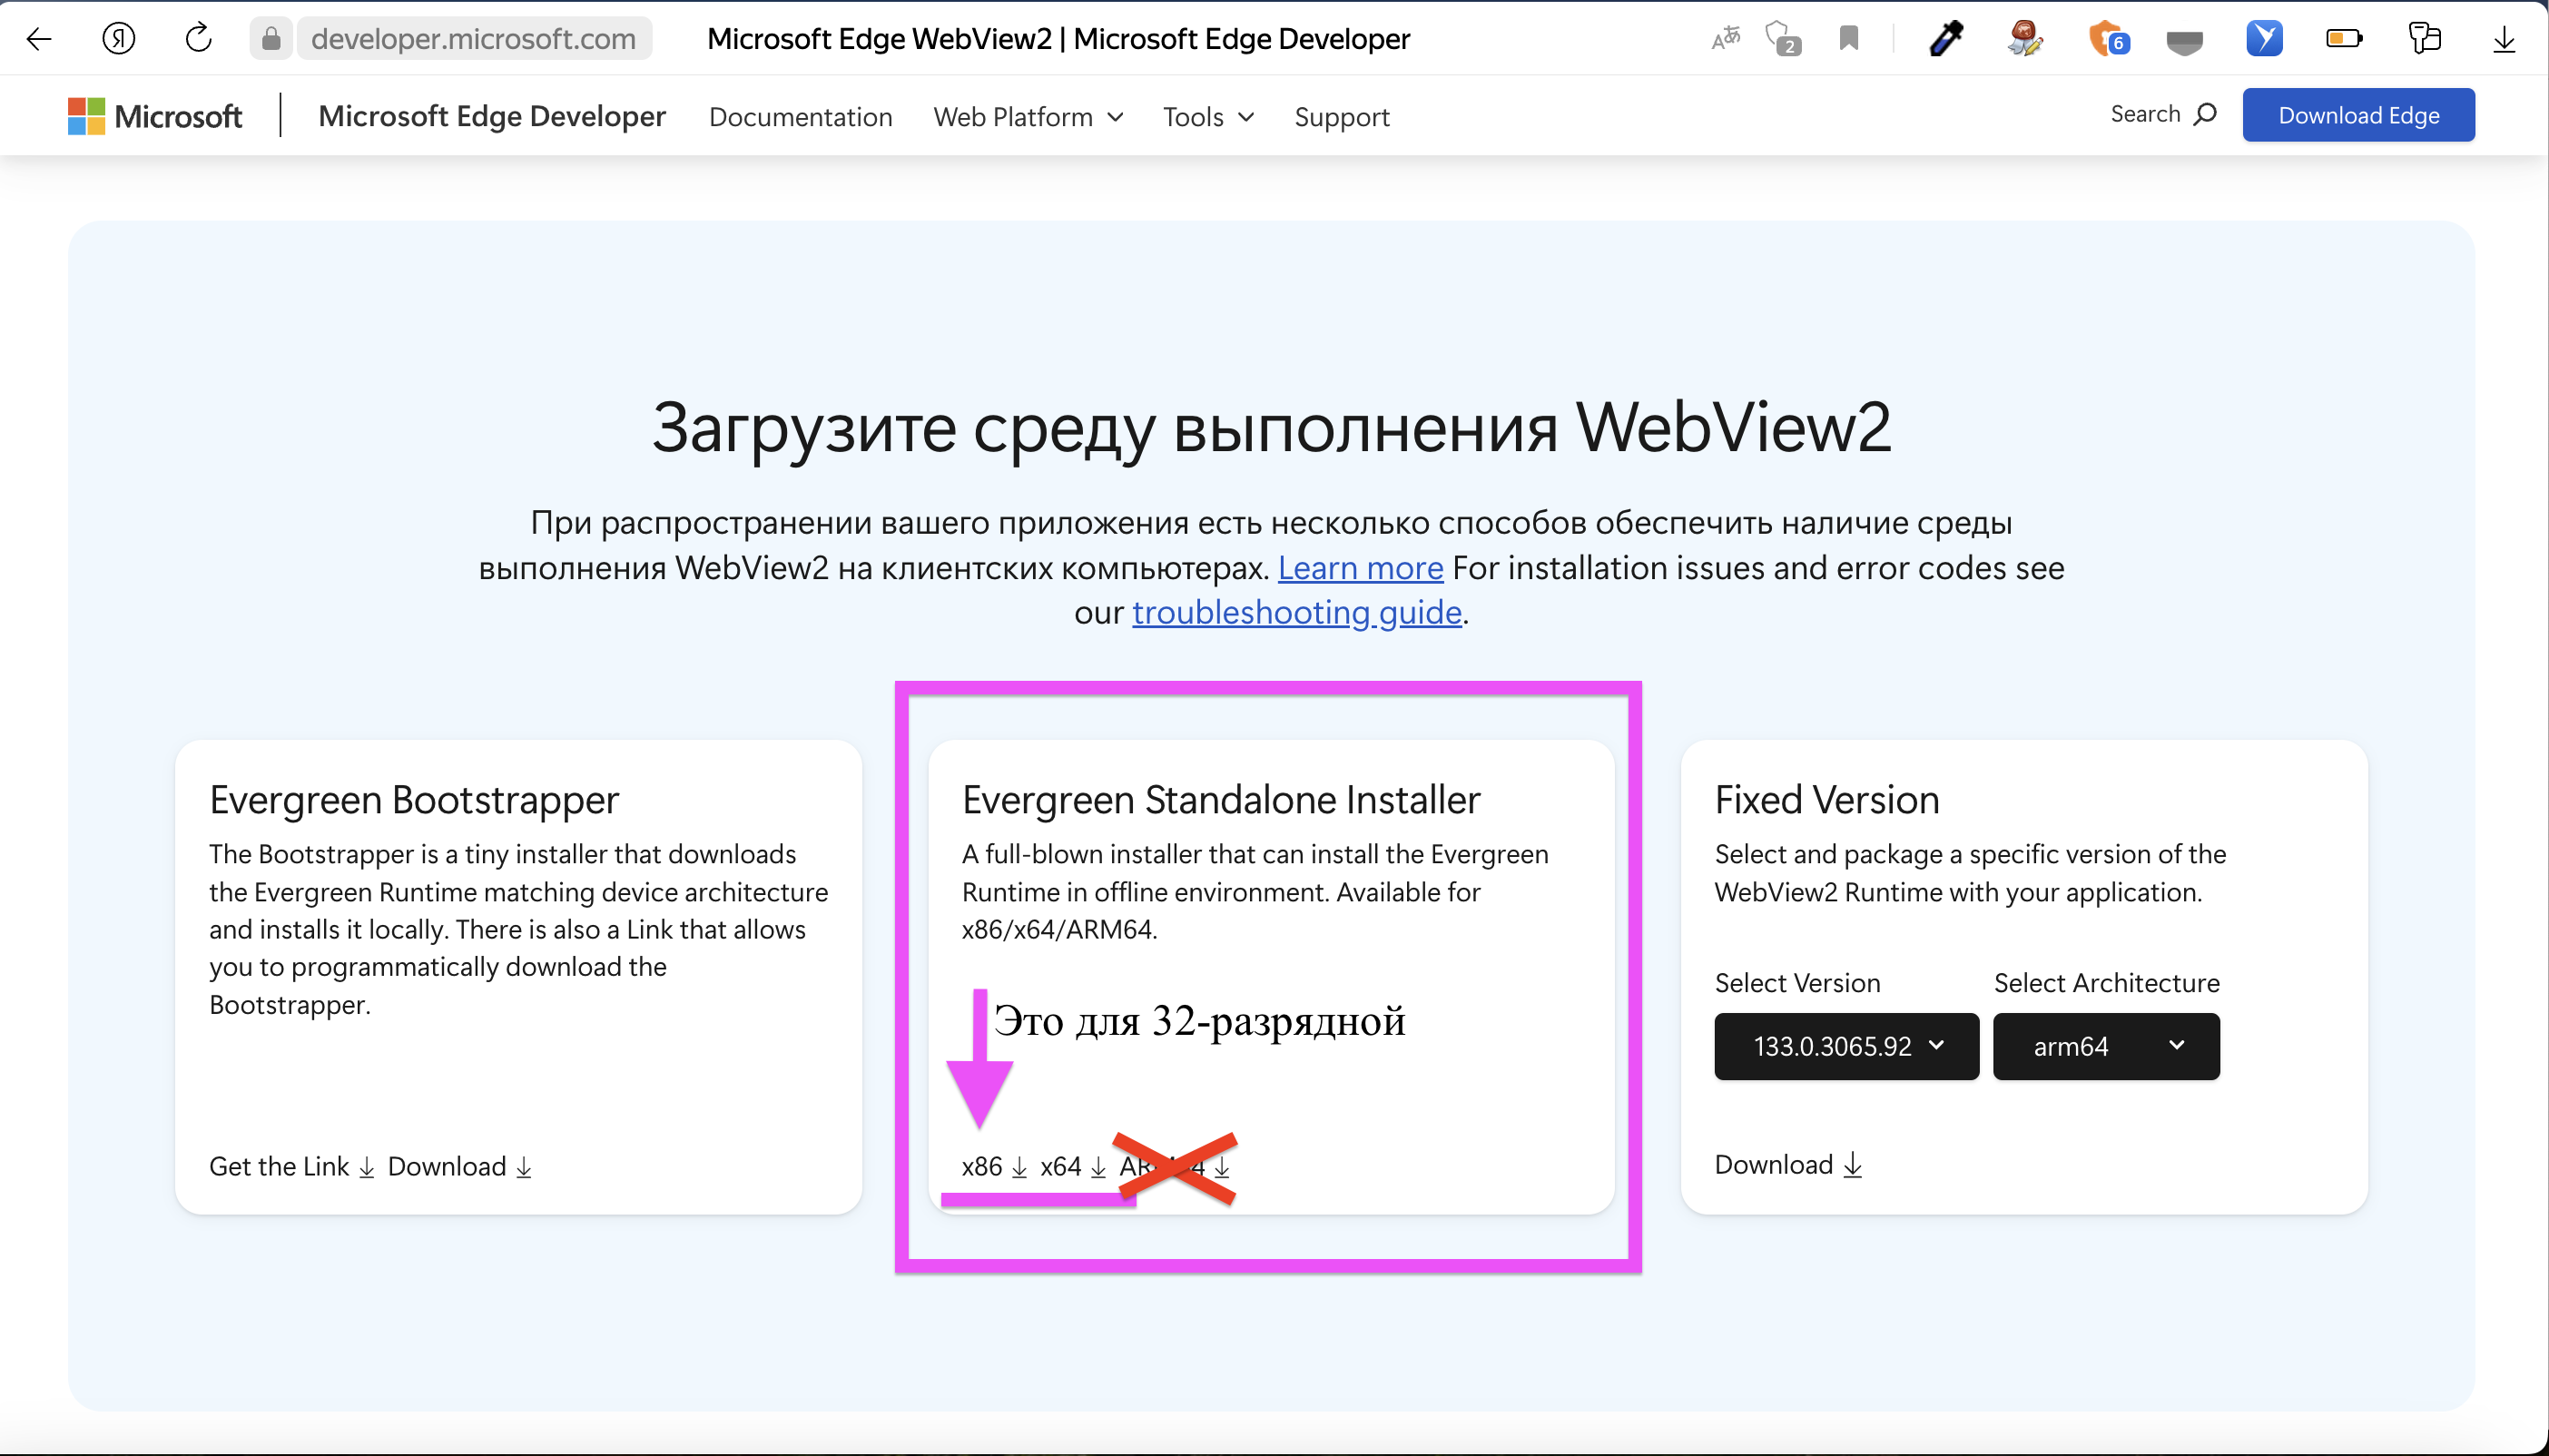 developer.microsoft.com
Microsoft Edge WebView2 | Microsoft Edge Developer
2
6
Microsoft
Microsoft Edge Developer
Documentation
Web Platform
Tools
Support
Search
Download Edge
Загрузите среду выполнения WebView2
При распространении вашего приложения есть несколько способов обеспечить наличие среды
выполнения WebView2 на клиентских компьютерах. Learn more For installation issues and error codes see
our troubleshooting guide.
Evergreen Bootstrapper
The Bootstrapper is a tiny installer that downloads
the Evergreen Runtime matching device architecture
and installs it locally. There is also a Link that allows
you to programmatically download the
Bootstrapper.
Get the Link
Download
Evergreen Standalone Installer
A full-blown installer that can install the Evergreen
Runtime in offline environment. Available for
x86/x64/ARM64.
Это для 32-разрядной
x86
x64
ARM64
Fixed Version
Select and package a specific version of the
WebView2 Runtime with your application.
Select Version
Select Architecture
133.0.3065.92
arm64
Download